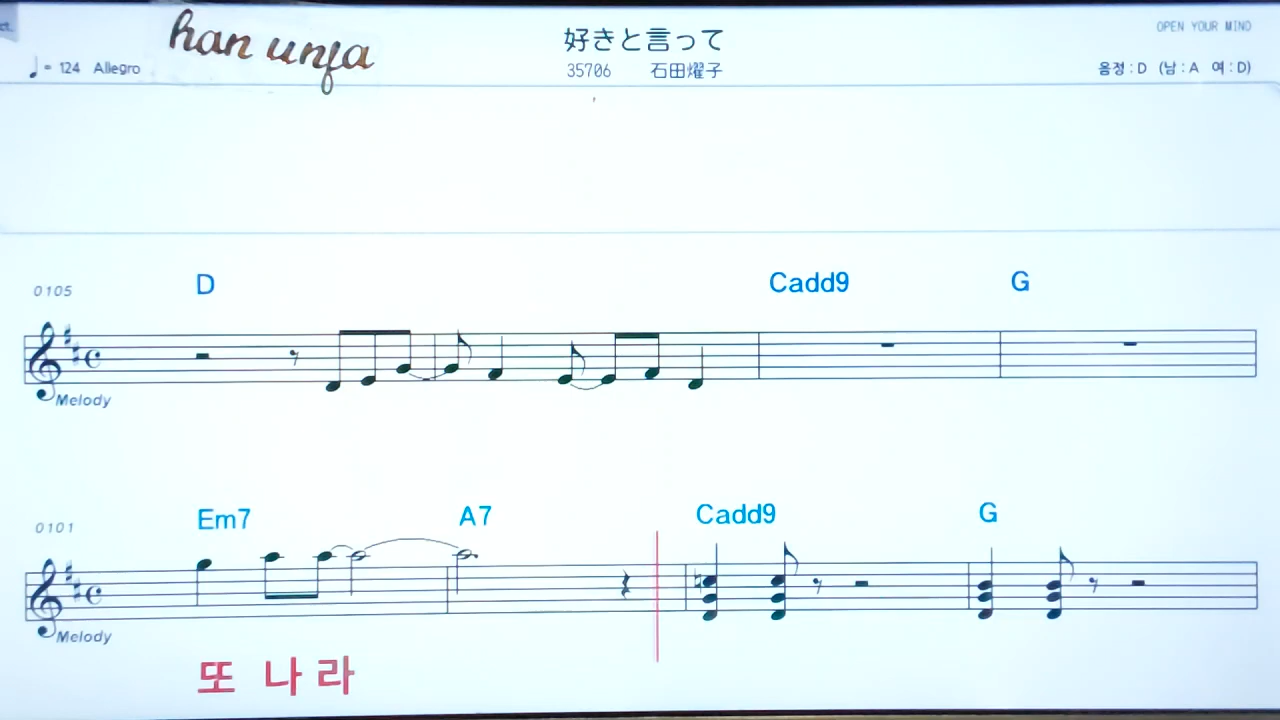 ct.
han unja
好きと言って
OPEN YOUR MIND
♩= 124 Allegro
35706 石田燿子
음정 : D (남 : A 여 : D)
0105
D Cadd9 G
Melody
0101
Em7 A7 Cadd9 G
Melody
또 나 라